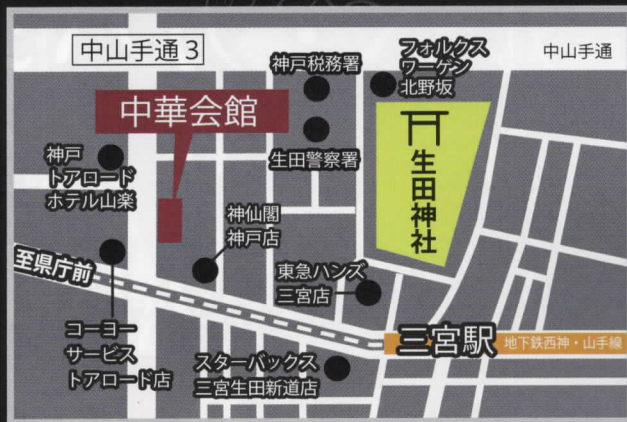 中山手通3
神戸税務署
フォルクス
ワーゲン
北野坂
中山手通
中華会館
生田警察署
神戸
トアロード
ホテル山楽
生田神社
神仙閣
神戸店
至県庁前
東急ハンズ
三宮店
コーヨー
サービス
トアロード店
スターバックス
三宮生田新道店
三宮駅
地下鉄西神・山手線